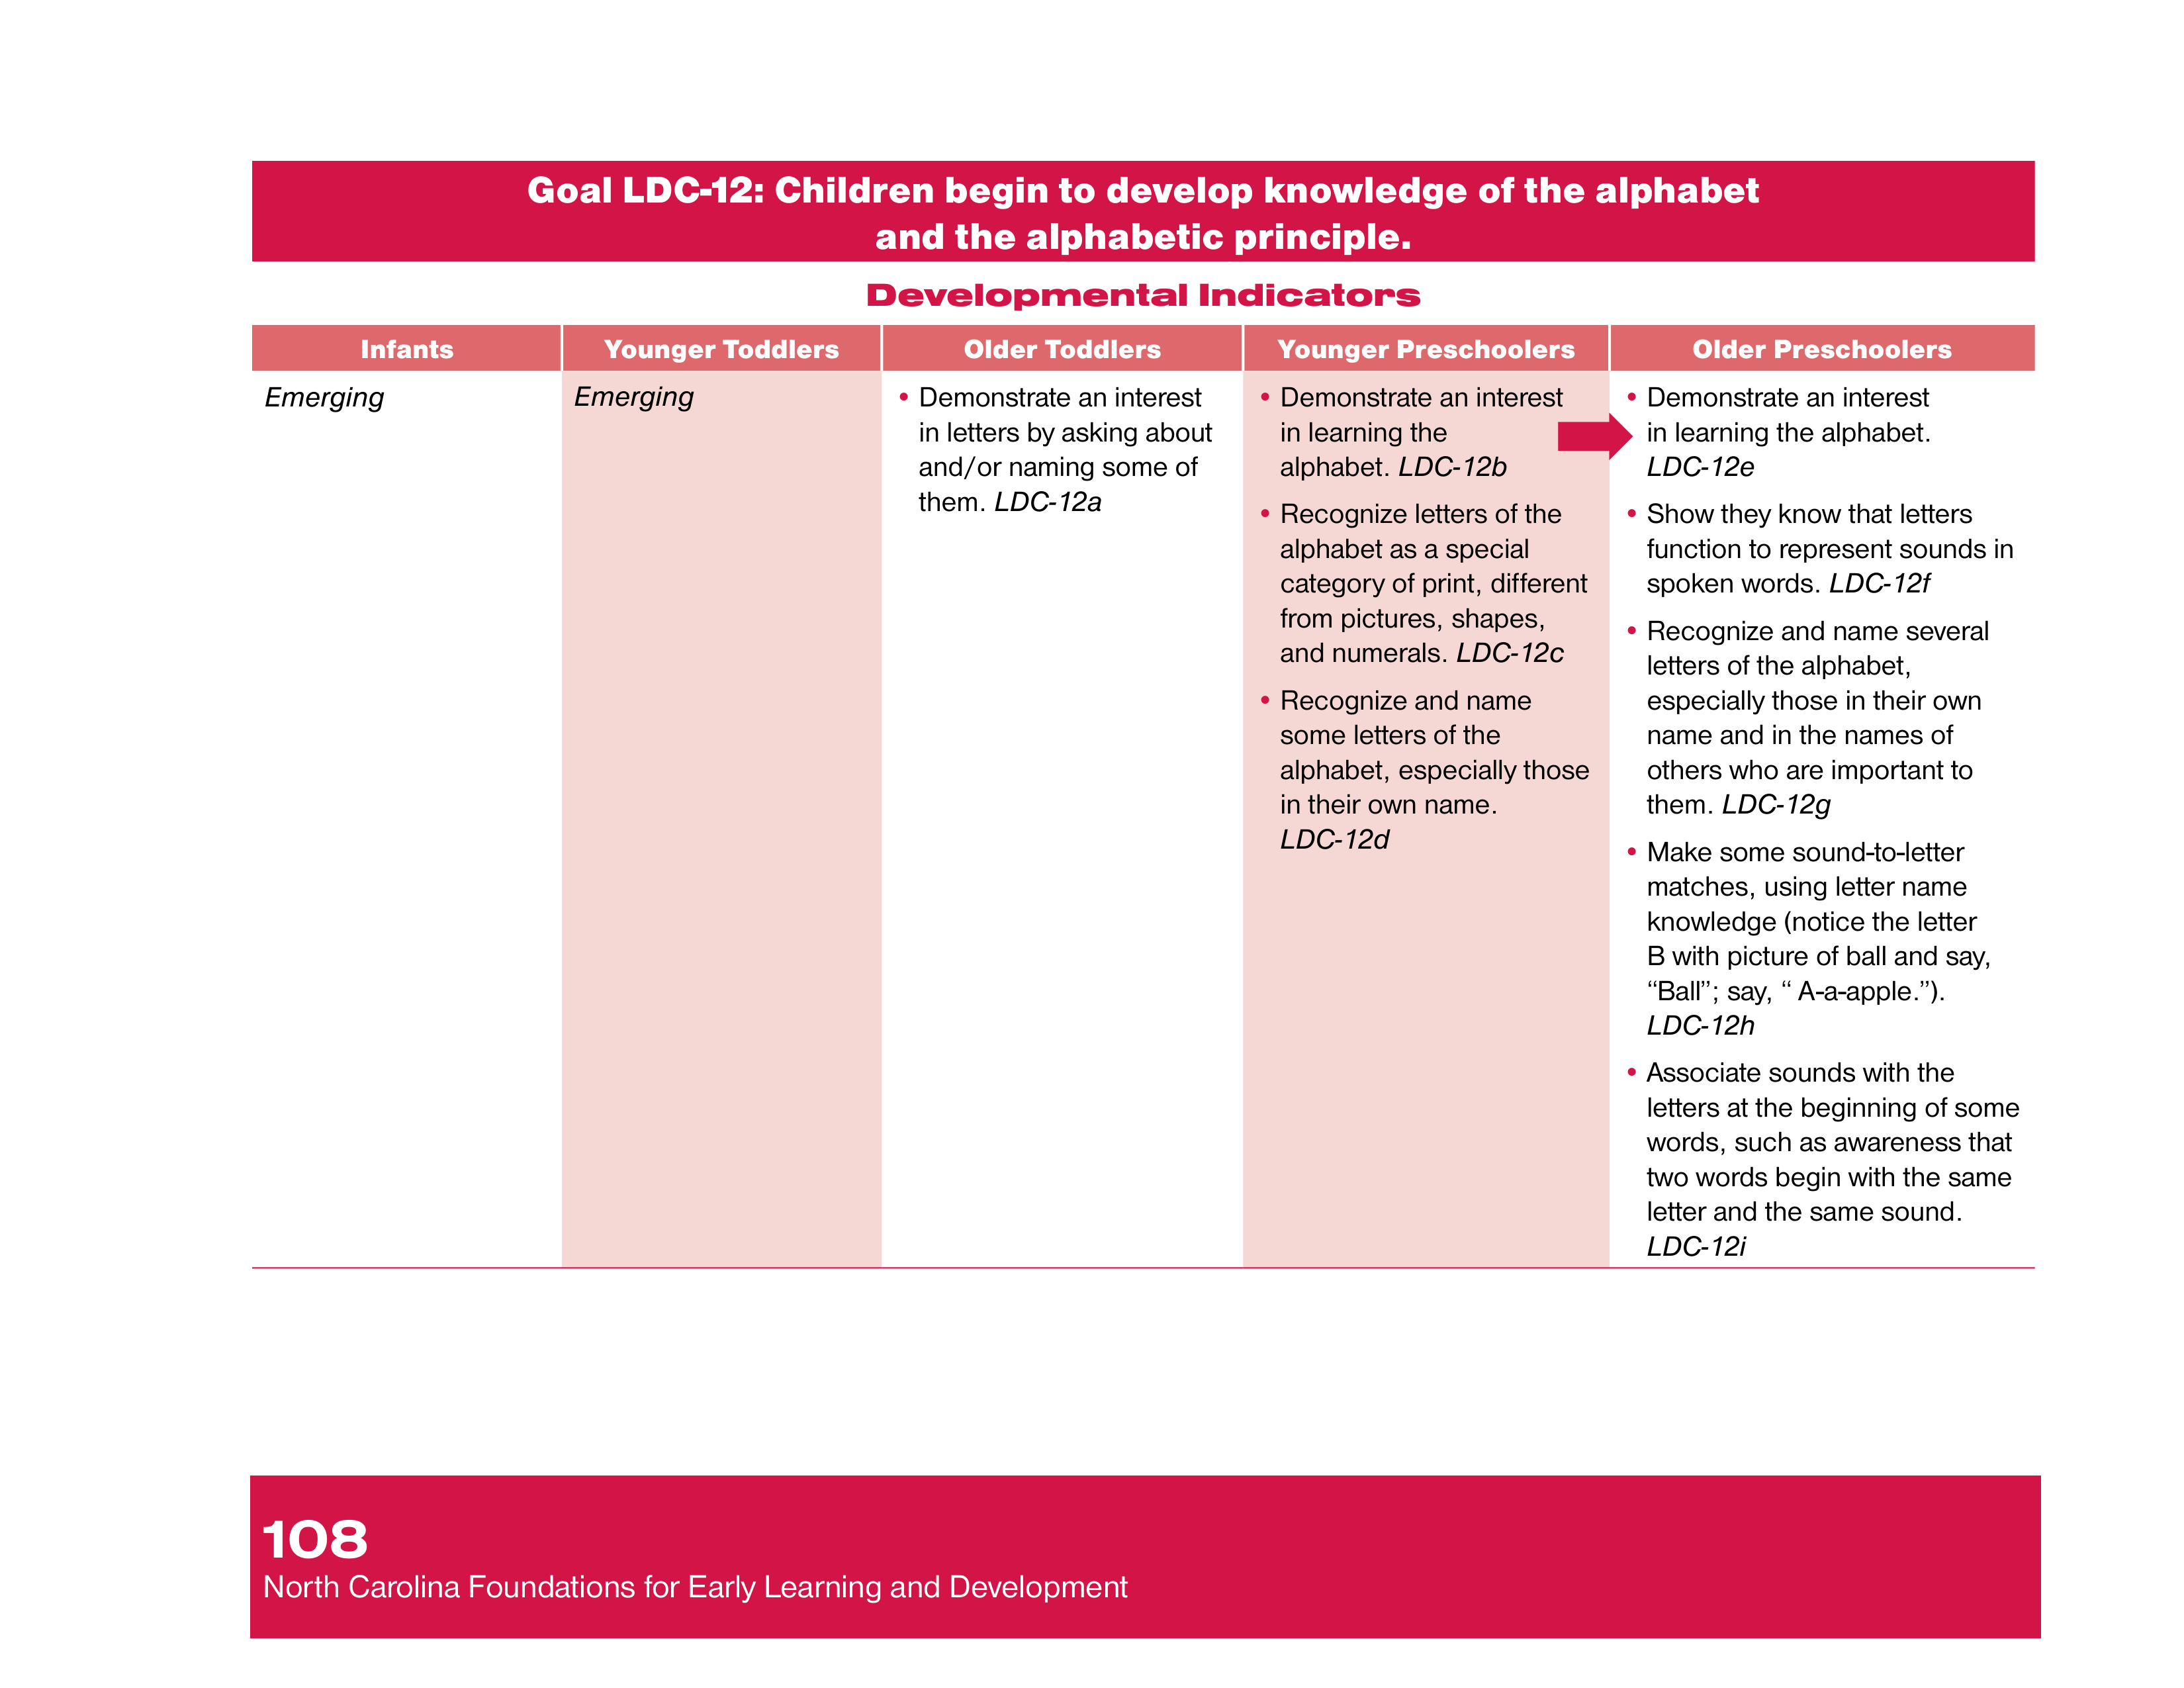 Goal LDC-12: Children begin to develop knowledge of the alphabet
and the alphabetic principle.
Developmental Indicators
Infants
Younger Toddlers
Older Toddlers
Younger Preschoolers
Older Preschoolers
Emerging
Emerging
• Demonstrate an interest
in letters by asking about
and/or naming some of
them. LDC-12a
• Demonstrate an interest
in learning the
alphabet. LDC-12b
• Recognize letters of the
alphabet as a special
category of print, different
from pictures, shapes,
and numerals. LDC-12c
• Recognize and name
some letters of the
alphabet, especially those
in their own name.
LDC-12d
• Demonstrate an interest
in learning the alphabet.
LDC-12e
• Show they know that letters
function to represent sounds in
spoken words. LDC-12f
• Recognize and name several
letters of the alphabet,
especially those in their own
name and in the names of
others who are important to
them. LDC-12g
• Make some sound-to-letter
matches, using letter name
knowledge (notice the letter
B with picture of ball and say,
“Ball”; say, “ A-a-apple.”).
LDC-12h
• Associate sounds with the
letters at the beginning of some
words, such as awareness that
two words begin with the same
letter and the same sound.
LDC-12i
108
North Carolina Foundations for Early Learning and Development